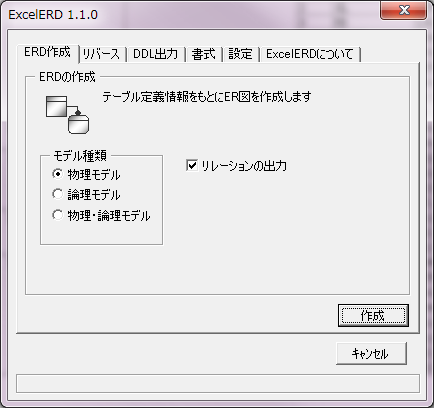 ExcelERD 1.1.0
ERD作成 リバース DDL出力 書式 設定 ExcelERDについて
ERDの作成
テーブル定義情報をもとにER図を作成します
モデル種類
物理モデル
リレーションの出力
論理モデル
物理・論理モデル
作成
キャンセル